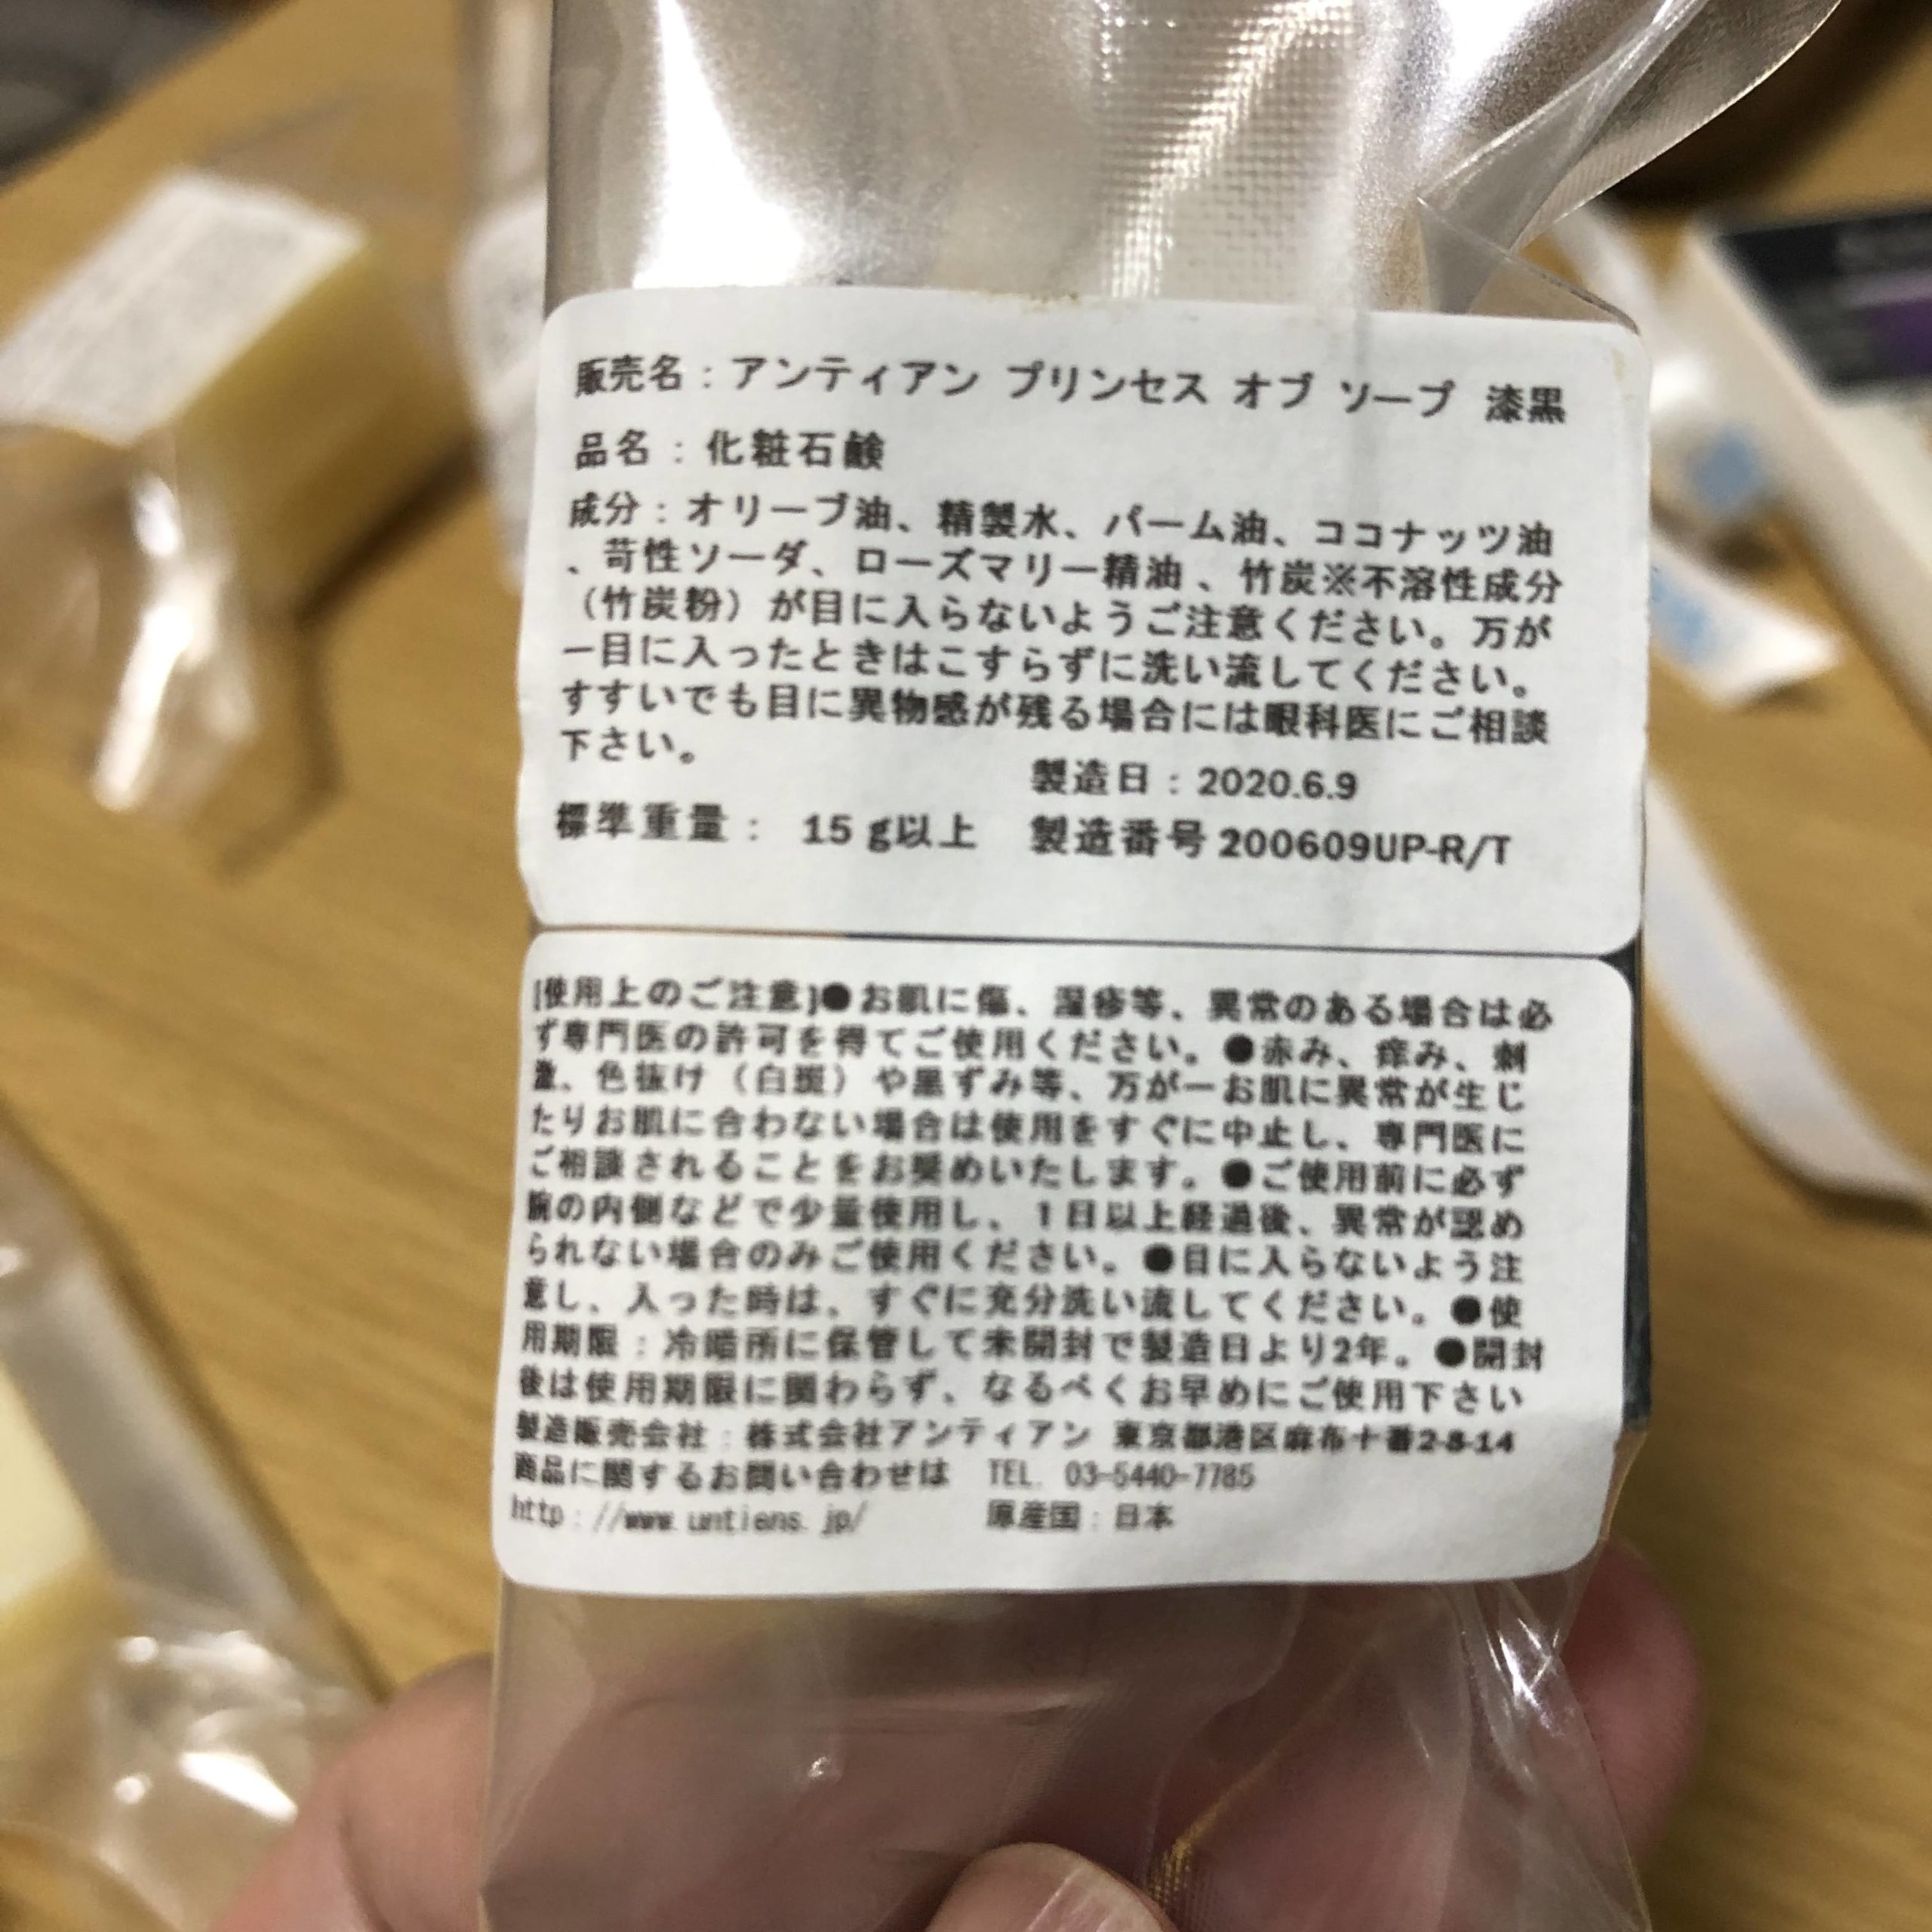 販売名：アンティアン プリンセス オブ ソープ 漆黒
品名：化粧石鹸
成分：オリーブ油、精製水、パーム油、ココナッツ油
、苛性ソーダ、ローズマリー精油、竹炭※不溶性成分
（竹炭粉）が目に入らないようご注意ください。万が
一目に入ったときはこすらずに洗い流してください。
すすいでも目に異物感が残る場合には眼科医にご相談
下さい。
製造日：2020.6.9
標準重量： 15 g以上 製造番号 200609UP-R/T
[使用上のご注意]●お肌に傷、湿疹等、異常のある場合は必
ず専門医の許可を得てご使用ください。●赤み、痒み、刺
激、色抜け（白斑）や黒ずみ等、万が一お肌に異常が生じ
たりお肌に合わない場合は使用をすぐに中止し、専門医に
ご相談されることをお奨めいたします。●ご使用前に必ず
腕の内側などで少量使用し、1日以上経過後、異常が認め
られない場合のみご使用ください。●目に入らないよう注
意し、入った時は、すぐに充分洗い流してください。●使
用期限：冷暗所に保管して未開封で製造日より2年。●開封
後は使用期限に関わらず、なるべくお早めにご使用下さい
製造販売会社：株式会社アンティアン 東京都港区麻布十番2-8-14
商品に関するお問い合わせは TEL. 03-5440-7785
http://www.untiens.jp/ 原産国：日本